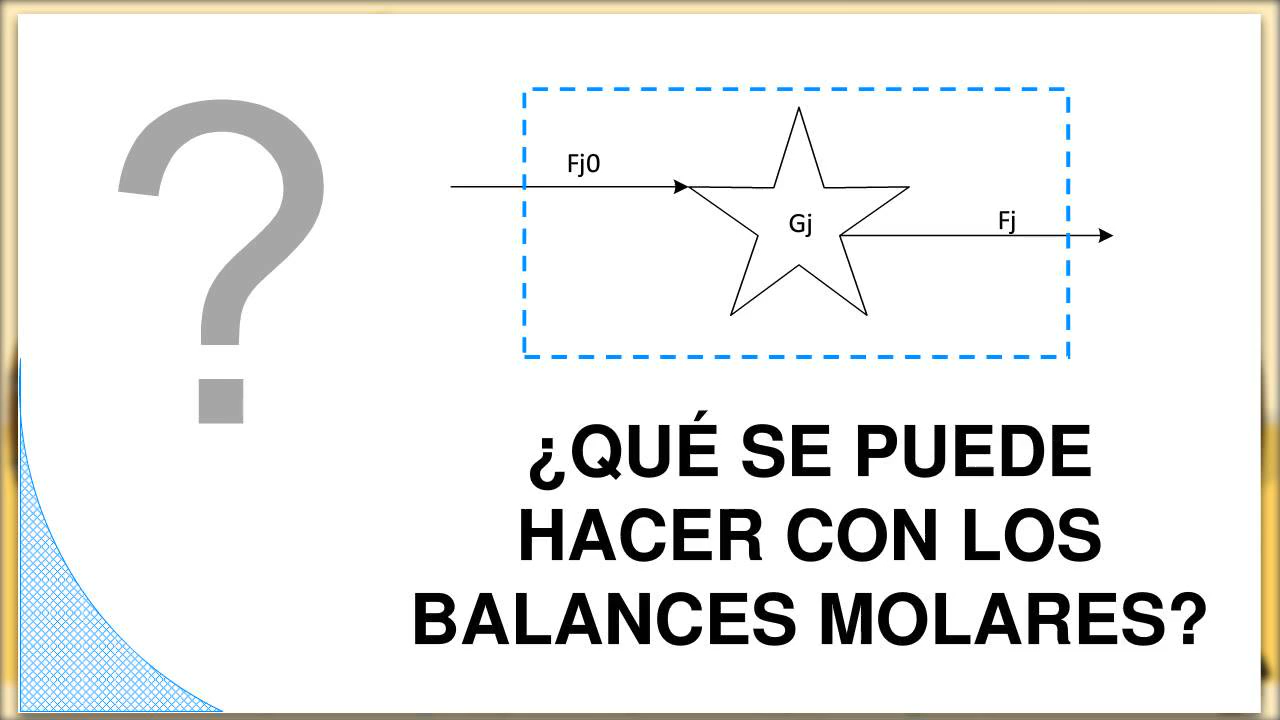 ?
Fj0
Gj
Fj
¿QUÉ SE PUEDE
HACER CON LOS
BALANCES MOLARES?